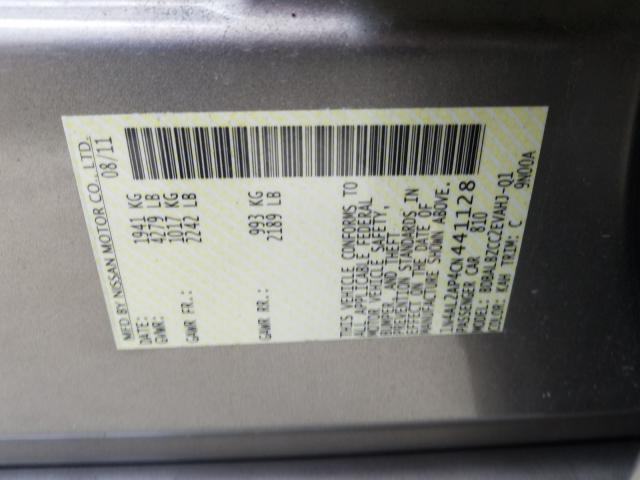 MFD BY NISSAN MOTOR CO., LTD.
DATE: 08/11
GVWR: 1941 KG
4279 LB
GAWR FR: 1017 KG
2242 LB
GAWR RR: 993 KG
2189 LB
THIS VEHICLE CONFORMS TO
ALL APPLICABLE FEDERAL
MOTOR VEHICLE SAFETY,
BUMPER, AND THEFT
PREVENTION STANDARDS IN
EFFECT ON THE DATE OF
MANUFACTURE SHOWN ABOVE.
1N4AL2AP4CN441128
PASSENGER CAR 810
MODEL:
COLOR: KAH TRIM: C 9N00A